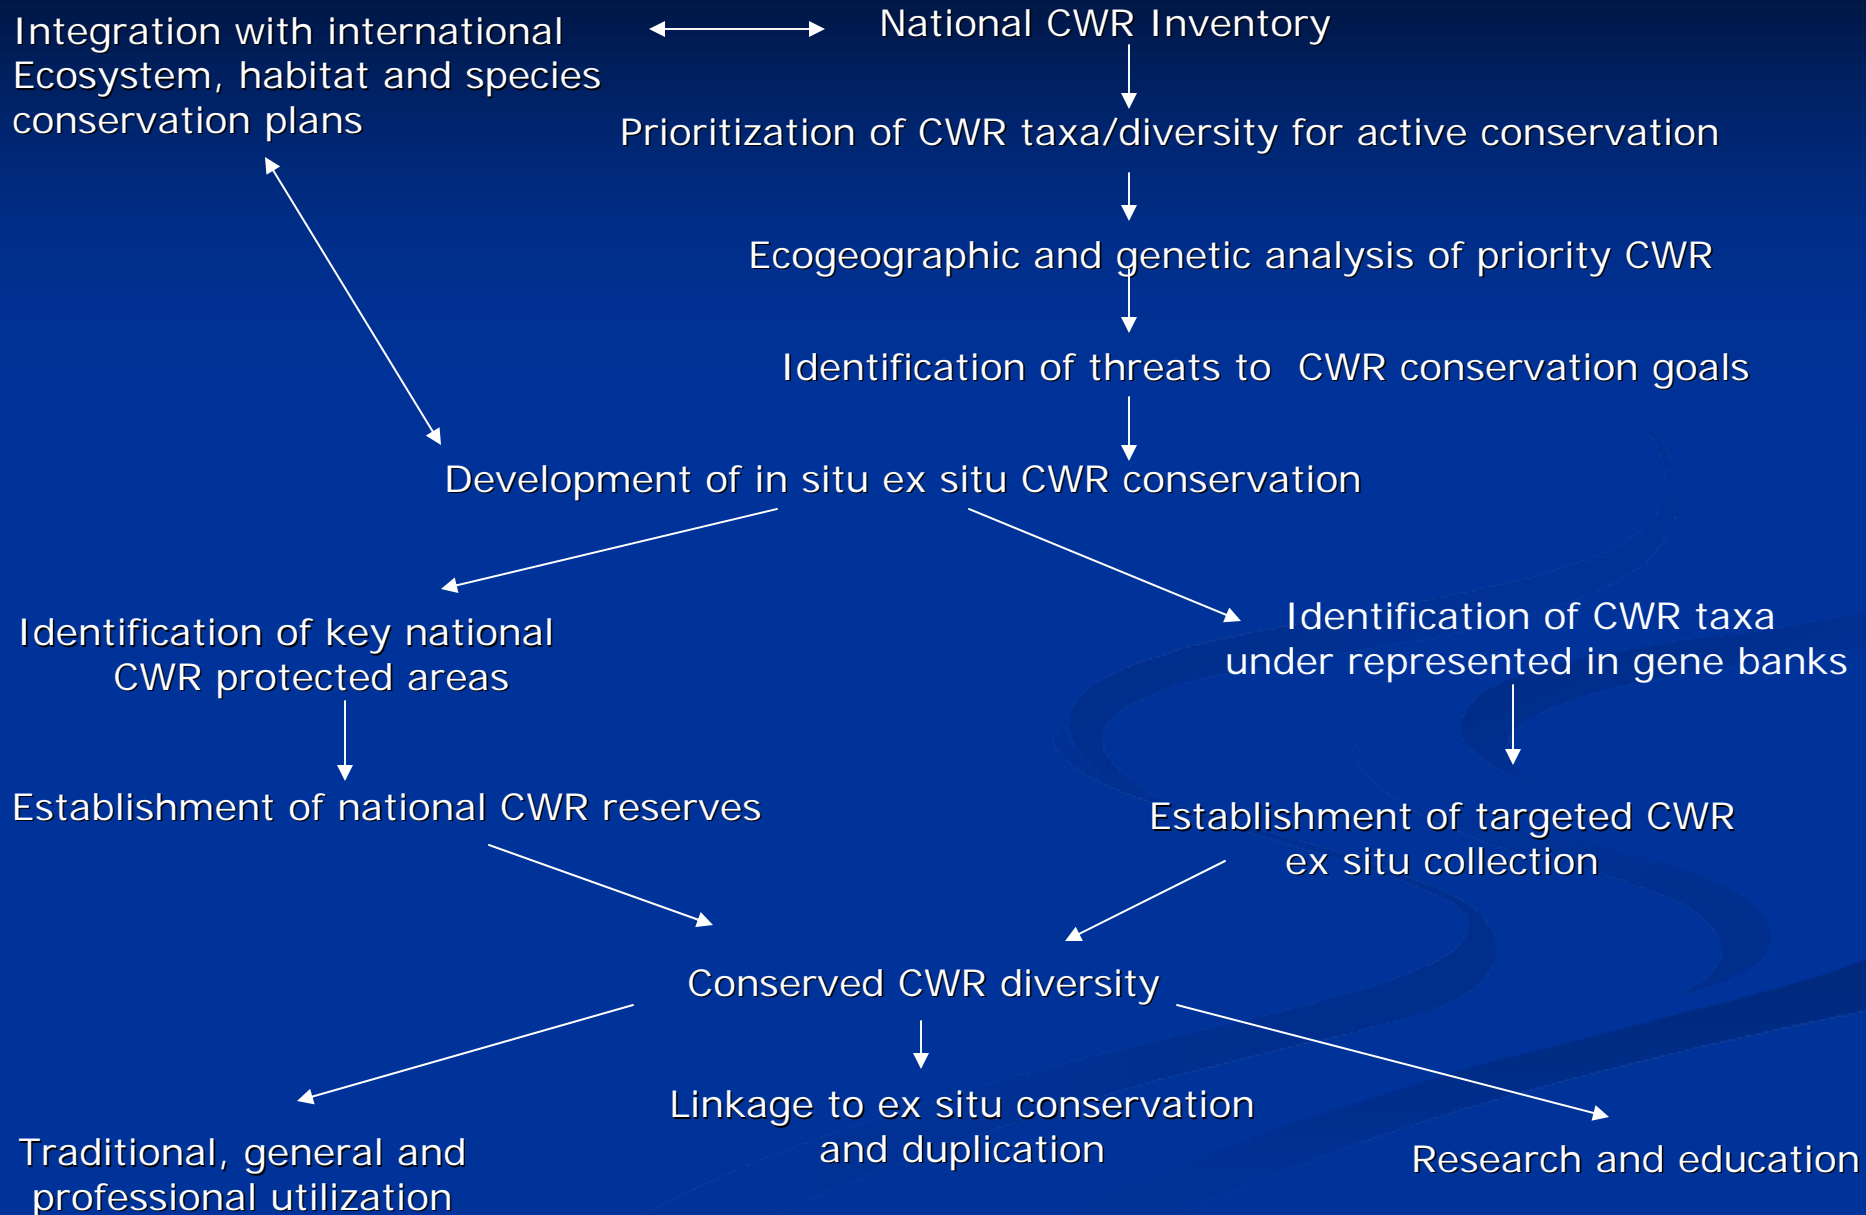 Integration with international
Ecosystem, habitat and species
conservation plans
National CWR Inventory
Prioritization of CWR taxa/diversity for active conservation
Ecogeographic and genetic analysis of priority CWR
Identification of threats to  CWR conservation goals
Development of in situ ex situ CWR conservation
Identification of key national
CWR protected areas
Identification of CWR taxa
under represented in gene banks
Establishment of national CWR reserves
Establishment of targeted CWR
ex situ collection
Conserved CWR diversity
Traditional, general and
professional utilization
Linkage to ex situ conservation
and duplication
Research and education